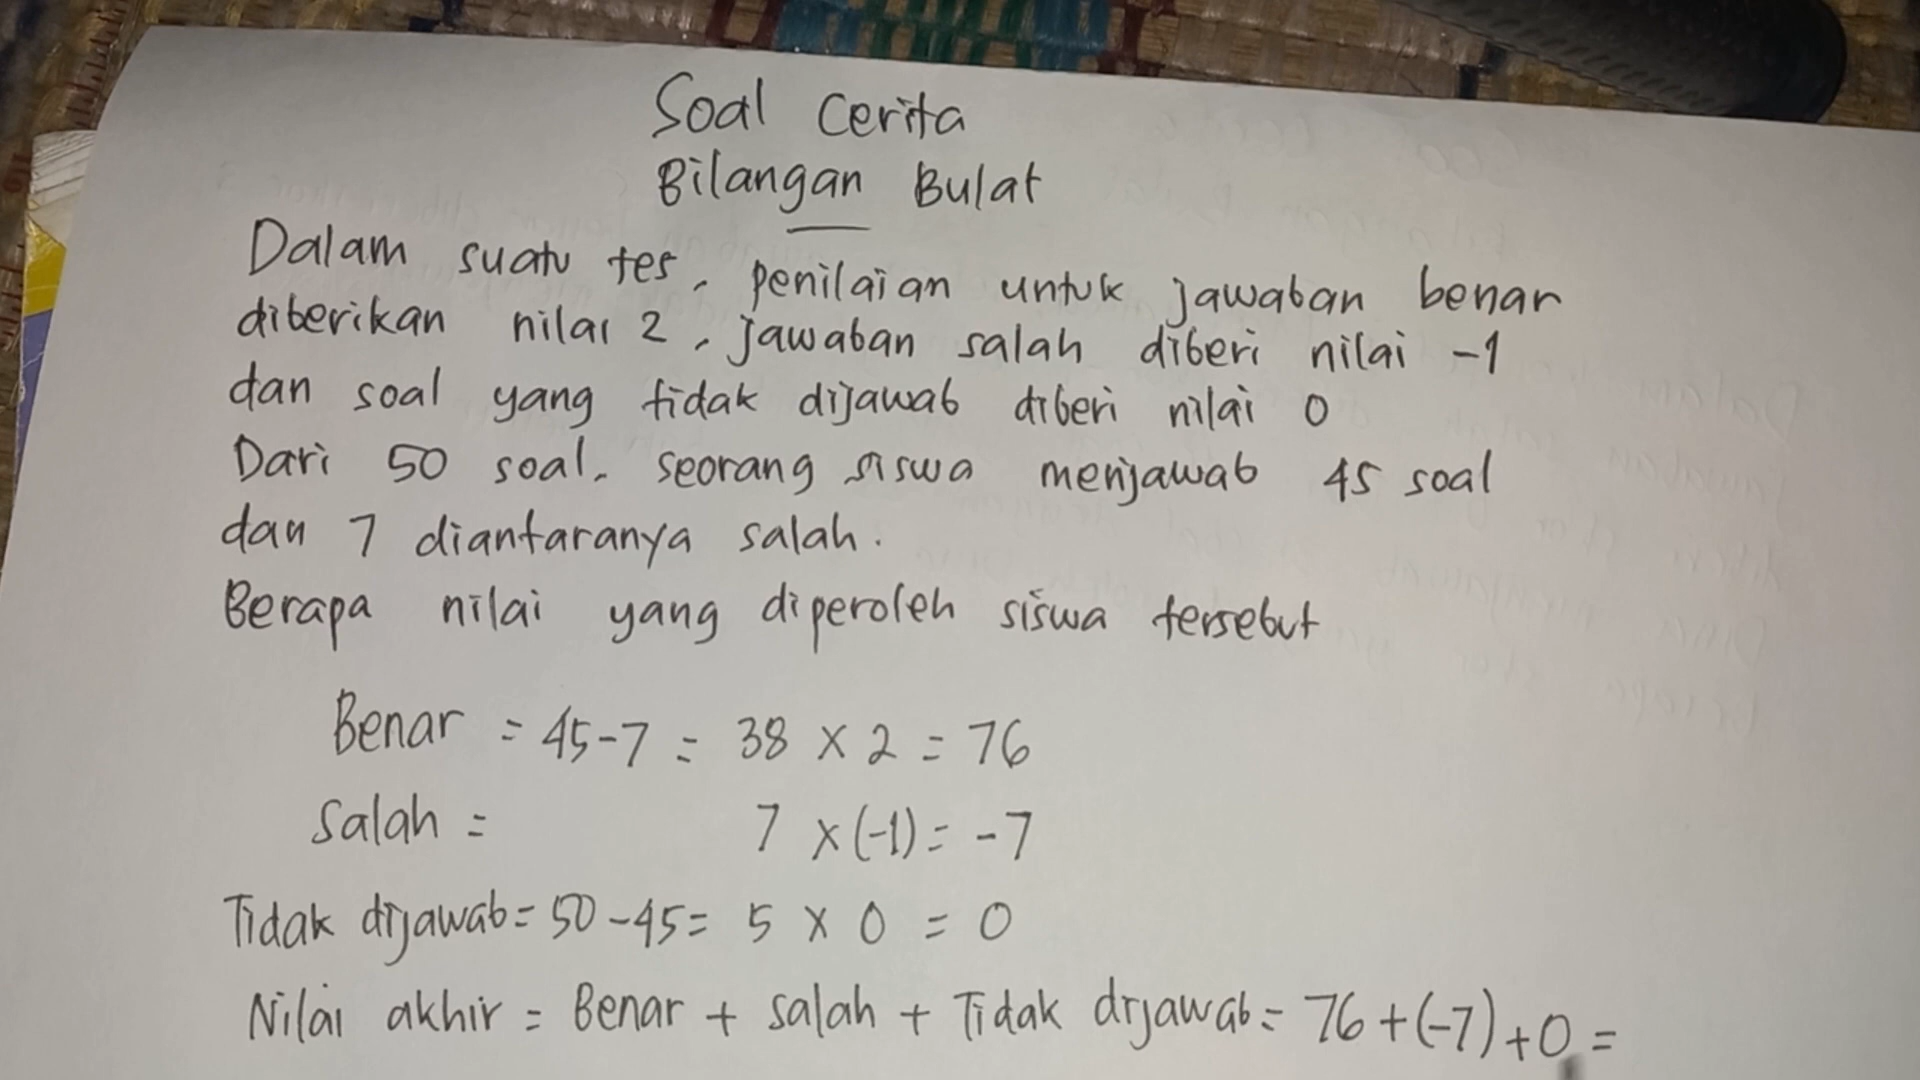 Soal Cerita
Bilangan Bulat
Dalam suatu tes, penilaian untuk jawaban benar
diberikan nilai 2, jawaban salah diberi nilai -1
dan soal yang tidak dijawab diberi nilai 0
Dari 50 soal, seorang siswa menjawab 45 soal
dan 7 diantaranya salah.
Berapa nilai yang diperoleh siswa tersebut
Benar = 45-7 = 38 x 2 = 76
Salah = 7 x (-1) = -7
Tidak dijawab = 50-45 = 5 x 0 = 0
Nilai akhir = Benar + salah + Tidak dijawab = 76 + (-7) + 0 =